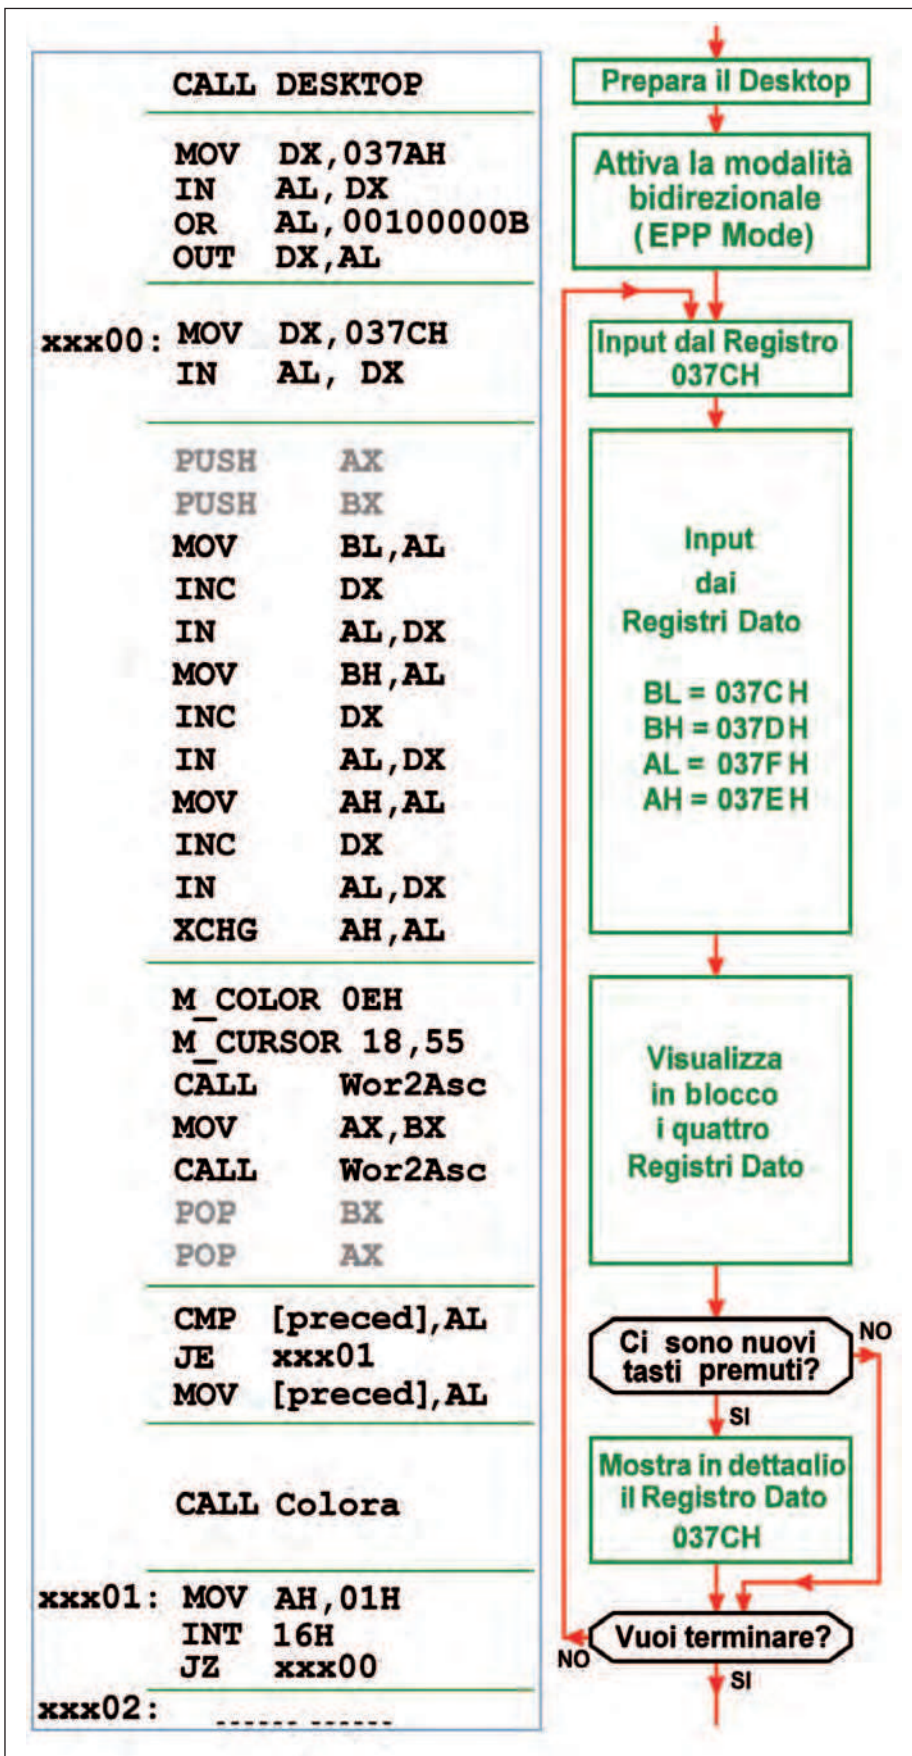 CALL DESKTOP
MOV DX,037AH
IN AL,DX
OR AL,00100000B
OUT DX,AL
xxx00: MOV DX,037CH
IN AL, DX
PUSH AX
PUSH BX
MOV BL,AL
INC DX
IN AL,DX
MOV BH,AL
INC DX
IN AL,DX
MOV AH,AL
INC DX
IN AL,DX
XCHG AH,AL
M_COLOR 0EH
M_CURSOR 18,55
CALL Wor2Asc
MOV AX,BX
CALL Wor2Asc
POP BX
POP AX
CMP [preced],AL
JE xxx01
MOV [preced],AL
CALL Colora
xxx01: MOV AH,01H
INT 16H
JZ xxx00
xxx02: ------ ------
Prepara il Desktop
Attiva la modalità
bidirezionale
(EPP Mode)
Input dal Registro
037CH
Input
dai
Registri Dato
BL = 037CH
BH = 037DH
AL = 037FH
AH = 037EH
Visualizza
in blocco
i quattro
Registri Dato
Ci sono nuovi
tasti premuti?
NO
SI
Mostra in dettaglio
il Registro Dato
037CH
Vuoi terminare?
NO
SI